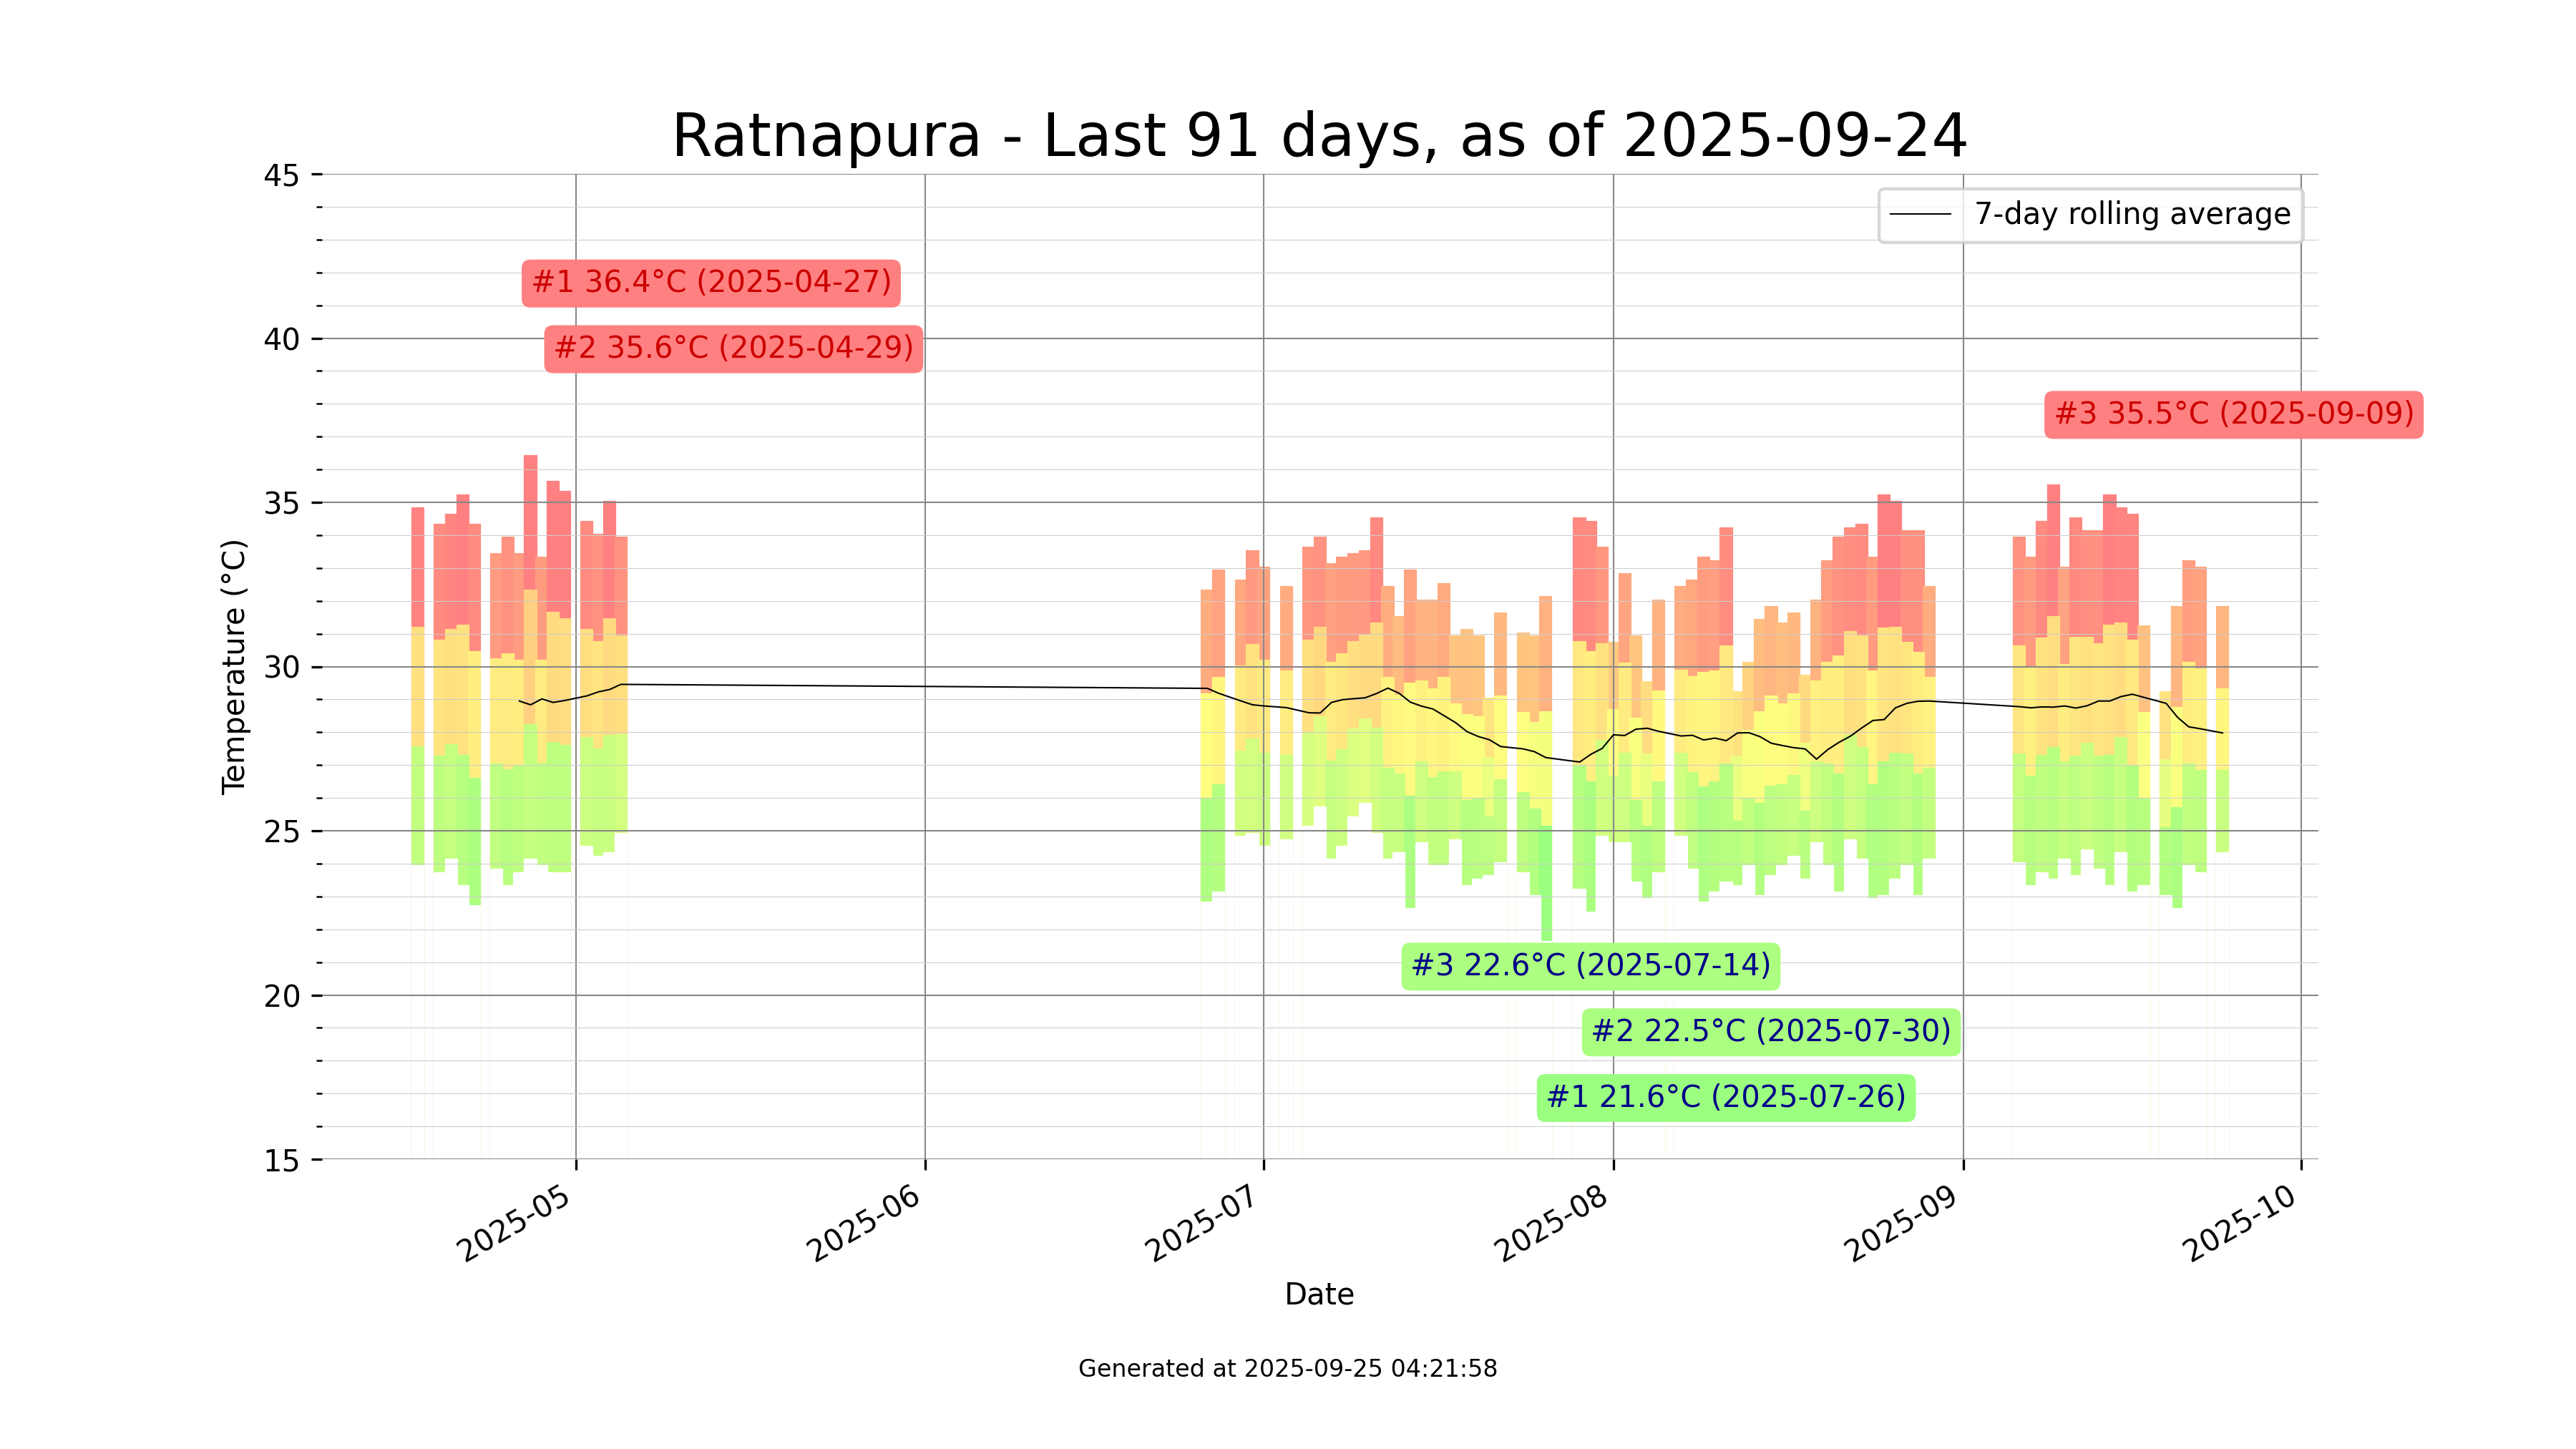 Ratnapura - Last 91 days, as of 2025-09-24
7-day rolling average
#1 36.4°C (2025-04-27)
#2 35.6°C (2025-04-29)
#3 35.5°C (2025-09-09)
#3 22.6°C (2025-07-14)
#2 22.5°C (2025-07-30)
#1 21.6°C (2025-07-26)
Temperature (°C)
45
40
35
30
25
20
15
2025-05
2025-06
2025-07
2025-08
2025-09
2025-10
Date
Generated at 2025-09-25 04:21:58